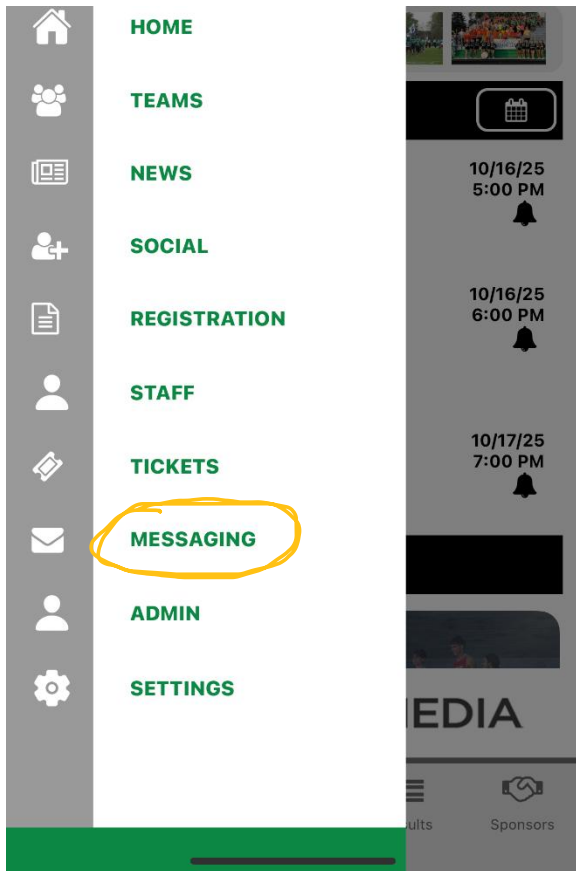 HOME
TEAMS
NEWS
SOCIAL
REGISTRATION
STAFF
TICKETS
MESSAGING
ADMIN
SETTINGS
10/16/25
5:00 PM
10/16/25
6:00 PM
10/17/25
7:00 PM
EDIA
ults
Sponsors